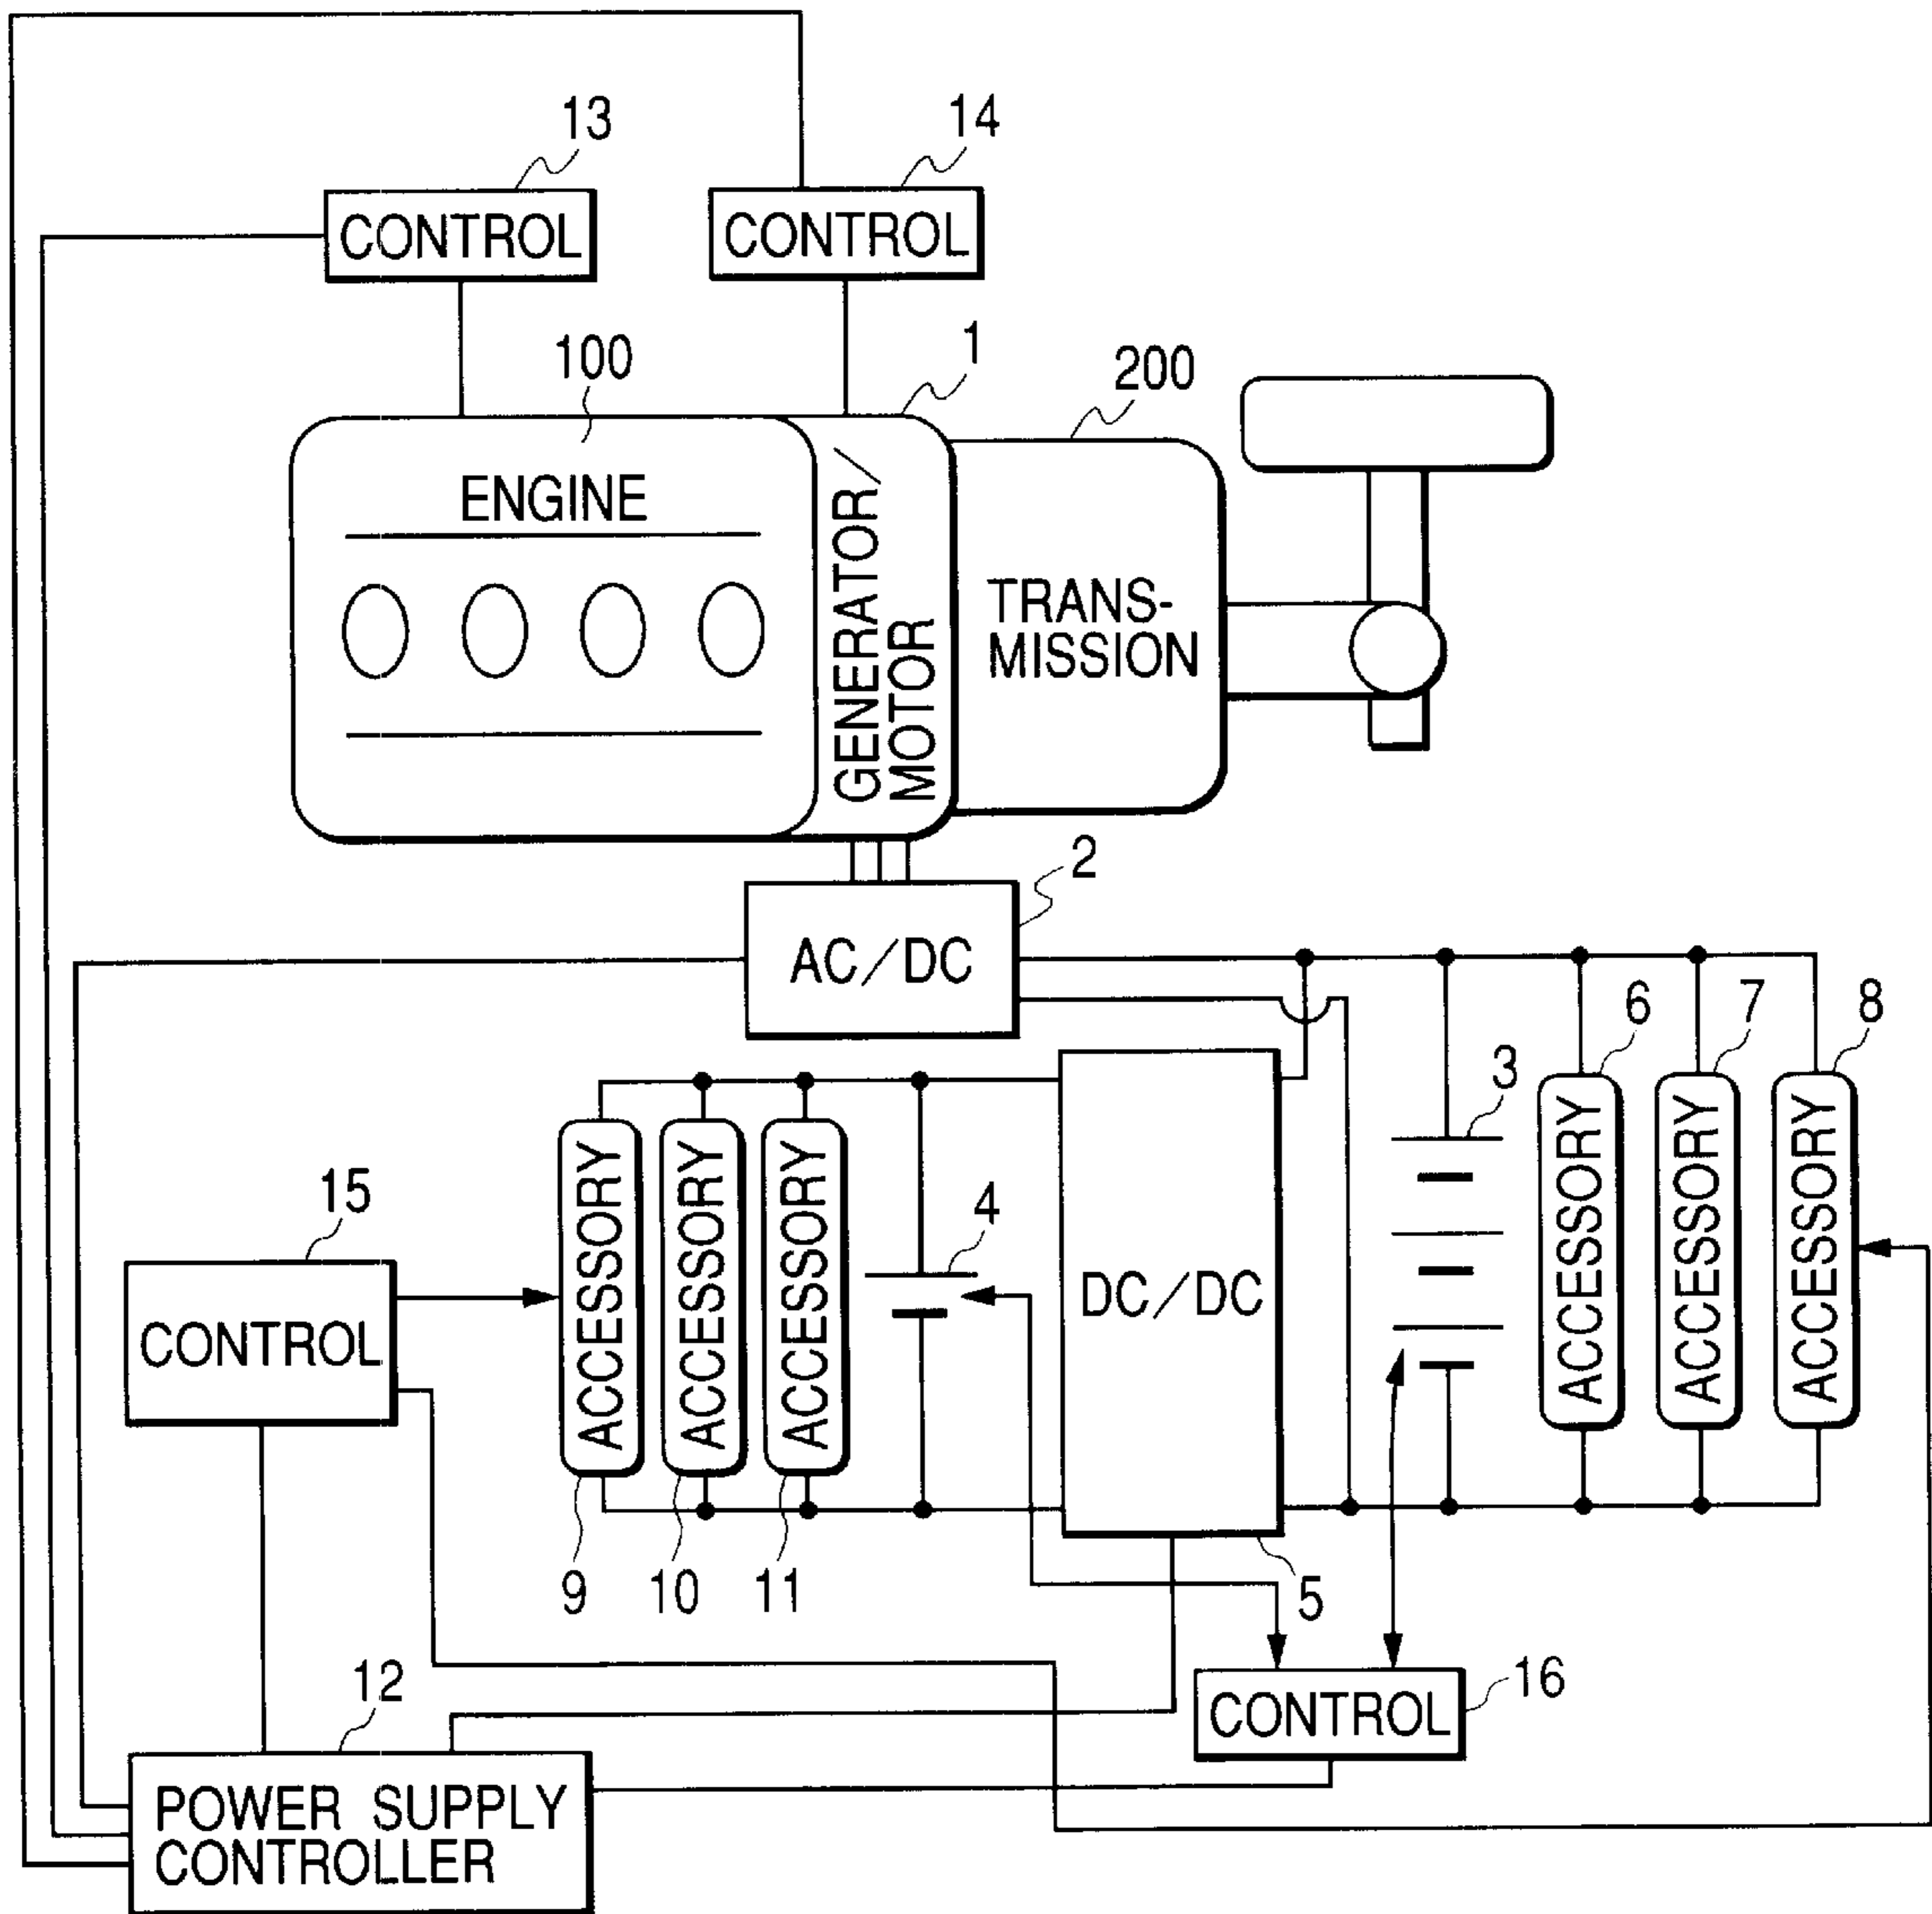 13
14
CONTROL
CONTROL
100
1
200
ENGINE
GENERATOR/
MOTOR
TRANS-
MISSION
2
AC/DC
6
7
8
3
ACCESSORY
ACCESSORY
ACCESSORY
15
4
ACCESSORY
ACCESSORY
ACCESSORY
DC/DC
CONTROL
9
10
11
5
12
16
CONTROL
POWER SUPPLY
CONTROLLER